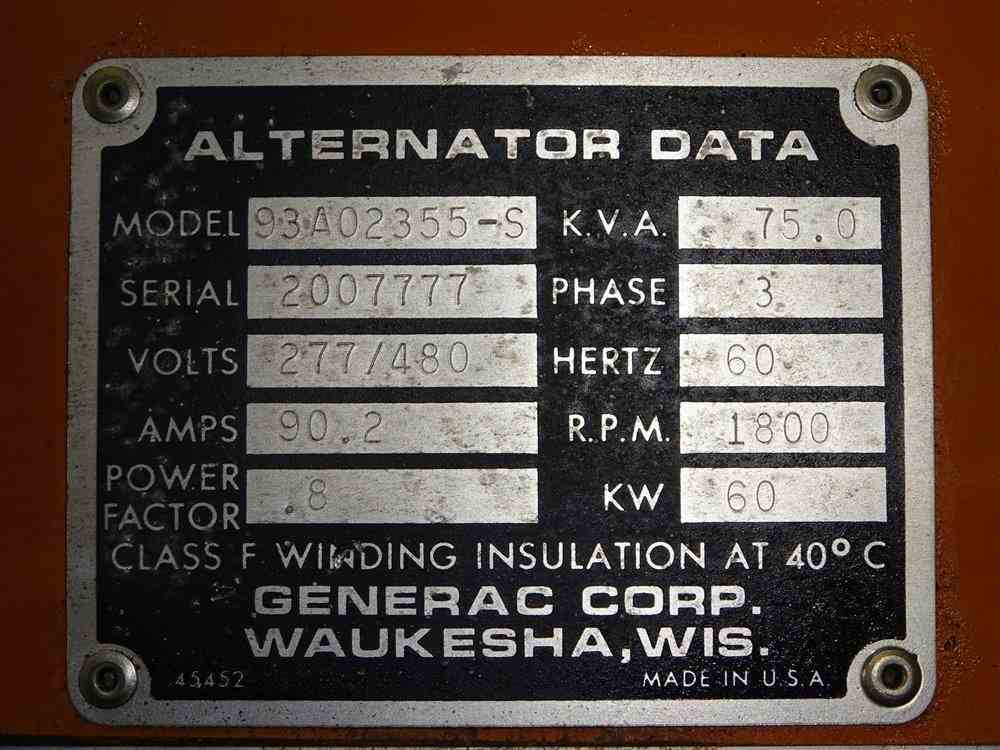 ALTERNATOR DATA
MODEL 93A02355-S K.V.A. 75.0
SERIAL 2007777 PHASE 3
VOLTS 277/480 HERTZ 60
AMPS 90.2 R.P.M. 1800
POWER FACTOR .8 KW 60
CLASS F WINDING INSULATION AT 40° C
GENERAC CORP.
WAUKESHA, WIS.
45452 MADE IN U.S.A.